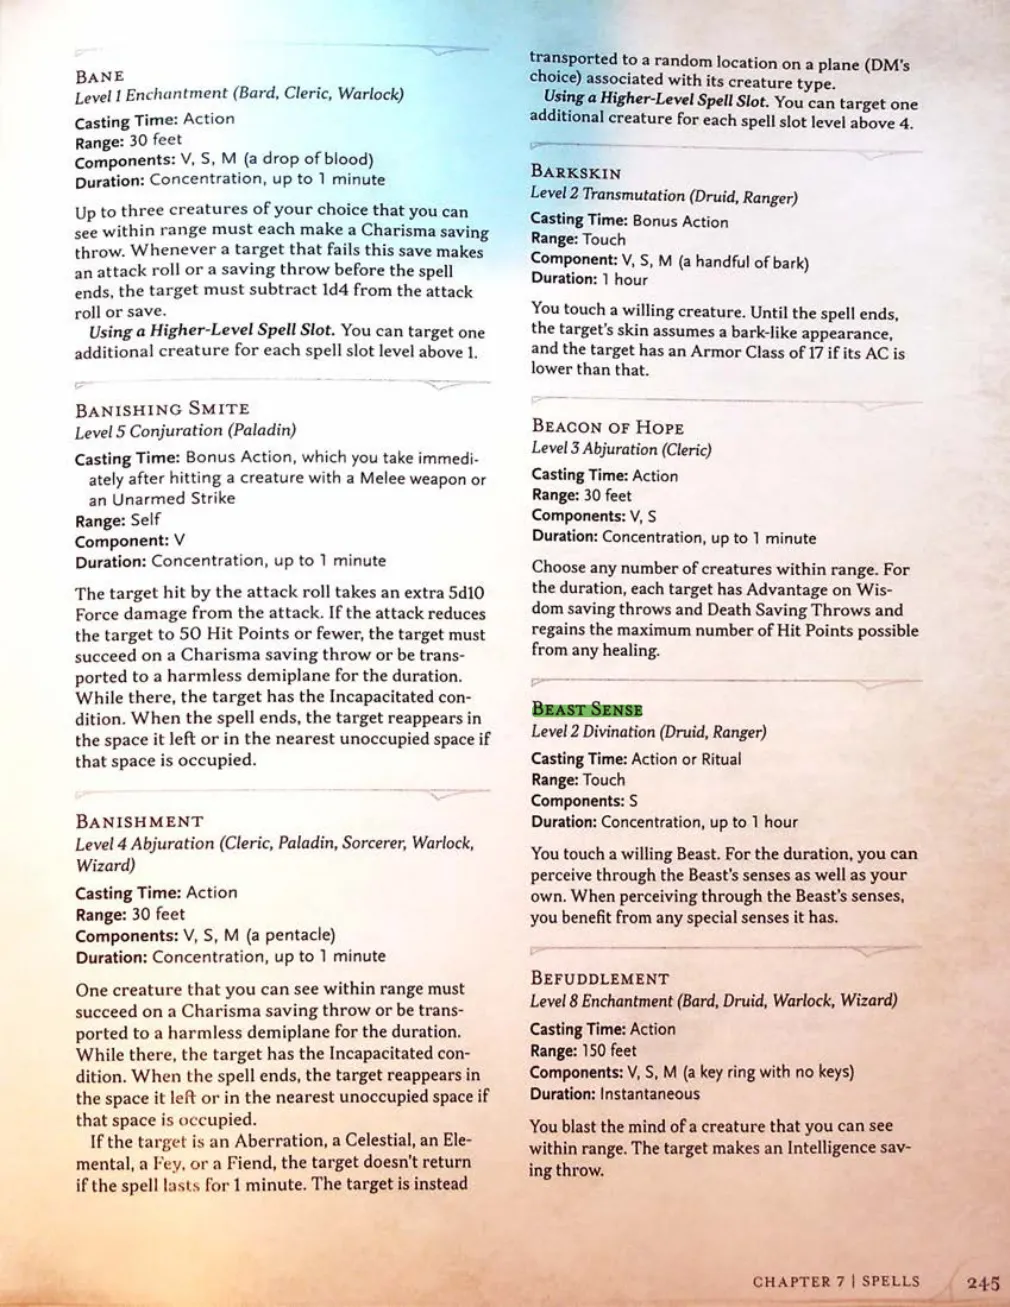 BANE
Level 1 Enchantment (Bard, Cleric, Warlock)
Casting Time: Action
Range: 30 feet
Components: V, S, M (a drop of blood)
Duration: Concentration, up to 1 minute
Up to three creatures of your choice that you can
see within range must each make a Charisma saving
throw. Whenever a target that fails this save makes
an attack roll or a saving throw before the spell
ends, the target must subtract 1d4 from the attack
roll or save.
Using a Higher-Level Spell Slot. You can target one
additional creature for each spell slot level above 1.
BANISHING SMITE
Level 5 Conjuration (Paladin)
Casting Time: Bonus Action, which you take immedi-
ately after hitting a creature with a Melee weapon or
an Unarmed Strike
Range: Self
Component: V
Duration: Concentration, up to 1 minute
The target hit by the attack roll takes an extra 5d10
Force damage from the attack. If the attack reduces
the target to 50 Hit Points or fewer, the target must
succeed on a Charisma saving throw or be trans-
ported to a harmless demiplane for the duration.
While there, the target has the Incapacitated con-
dition. When the spell ends, the target reappears in
the space it left or in the nearest unoccupied space if
that space is occupied.
BANISHMENT
Level 4 Abjuration (Cleric, Paladin, Sorcerer, Warlock,
Wizard)
Casting Time: Action
Range: 30 feet
Components: V, S, M (a pentacle)
Duration: Concentration, up to 1 minute
One creature that you can see within range must
succeed on a Charisma saving throw or be trans-
ported to a harmless demiplane for the duration.
While there, the target has the Incapacitated con-
dition. When the spell ends, the target reappears in
the space it left or in the nearest unoccupied space if
that space is occupied.
If the target is an Aberration, a Celestial, an Ele-
mental, a Fey, or a Fiend, the target doesn't return
if the spell lasts for 1 minute. The target is instead
transported to a random location on a plane (DM's
choice) associated with its creature type.
Using a Higher-Level Spell Slot. You can target one
additional creature for each spell slot level above 4.
BARKSKIN
Level 2 Transmutation (Druid, Ranger)
Casting Time: Bonus Action
Range: Touch
Component: V, S, M (a handful of bark)
Duration: 1 hour
You touch a willing creature. Until the spell ends,
the target's skin assumes a bark-like appearance,
and the target has an Armor Class of 17 if its AC is
lower than that.
BEACON OF HOPE
Level 3 Abjuration (Cleric)
Casting Time: Action
Range: 30 feet
Components: V, S
Duration: Concentration, up to 1 minute
Choose any number of creatures within range. For
the duration, each target has Advantage on Wis-
dom saving throws and Death Saving Throws and
regains the maximum number of Hit Points possible
from any healing.
BEAST SENSE
Level 2 Divination (Druid, Ranger)
Casting Time: Action or Ritual
Range: Touch
Components: S
Duration: Concentration, up to 1 hour
You touch a willing Beast. For the duration, you can
perceive through the Beast's senses as well as your
own. When perceiving through the Beast's senses,
you benefit from any special senses it has.
BEFUDDLEMENT
Level 8 Enchantment (Bard, Druid, Warlock, Wizard)
Casting Time: Action
Range: 150 feet
Components: V, S, M (a key ring with no keys)
Duration: Instantaneous
You blast the mind of a creature that you can see
within range. The target makes an Intelligence sav-
ing throw.
CHAPTER 7 | SPELLS 245